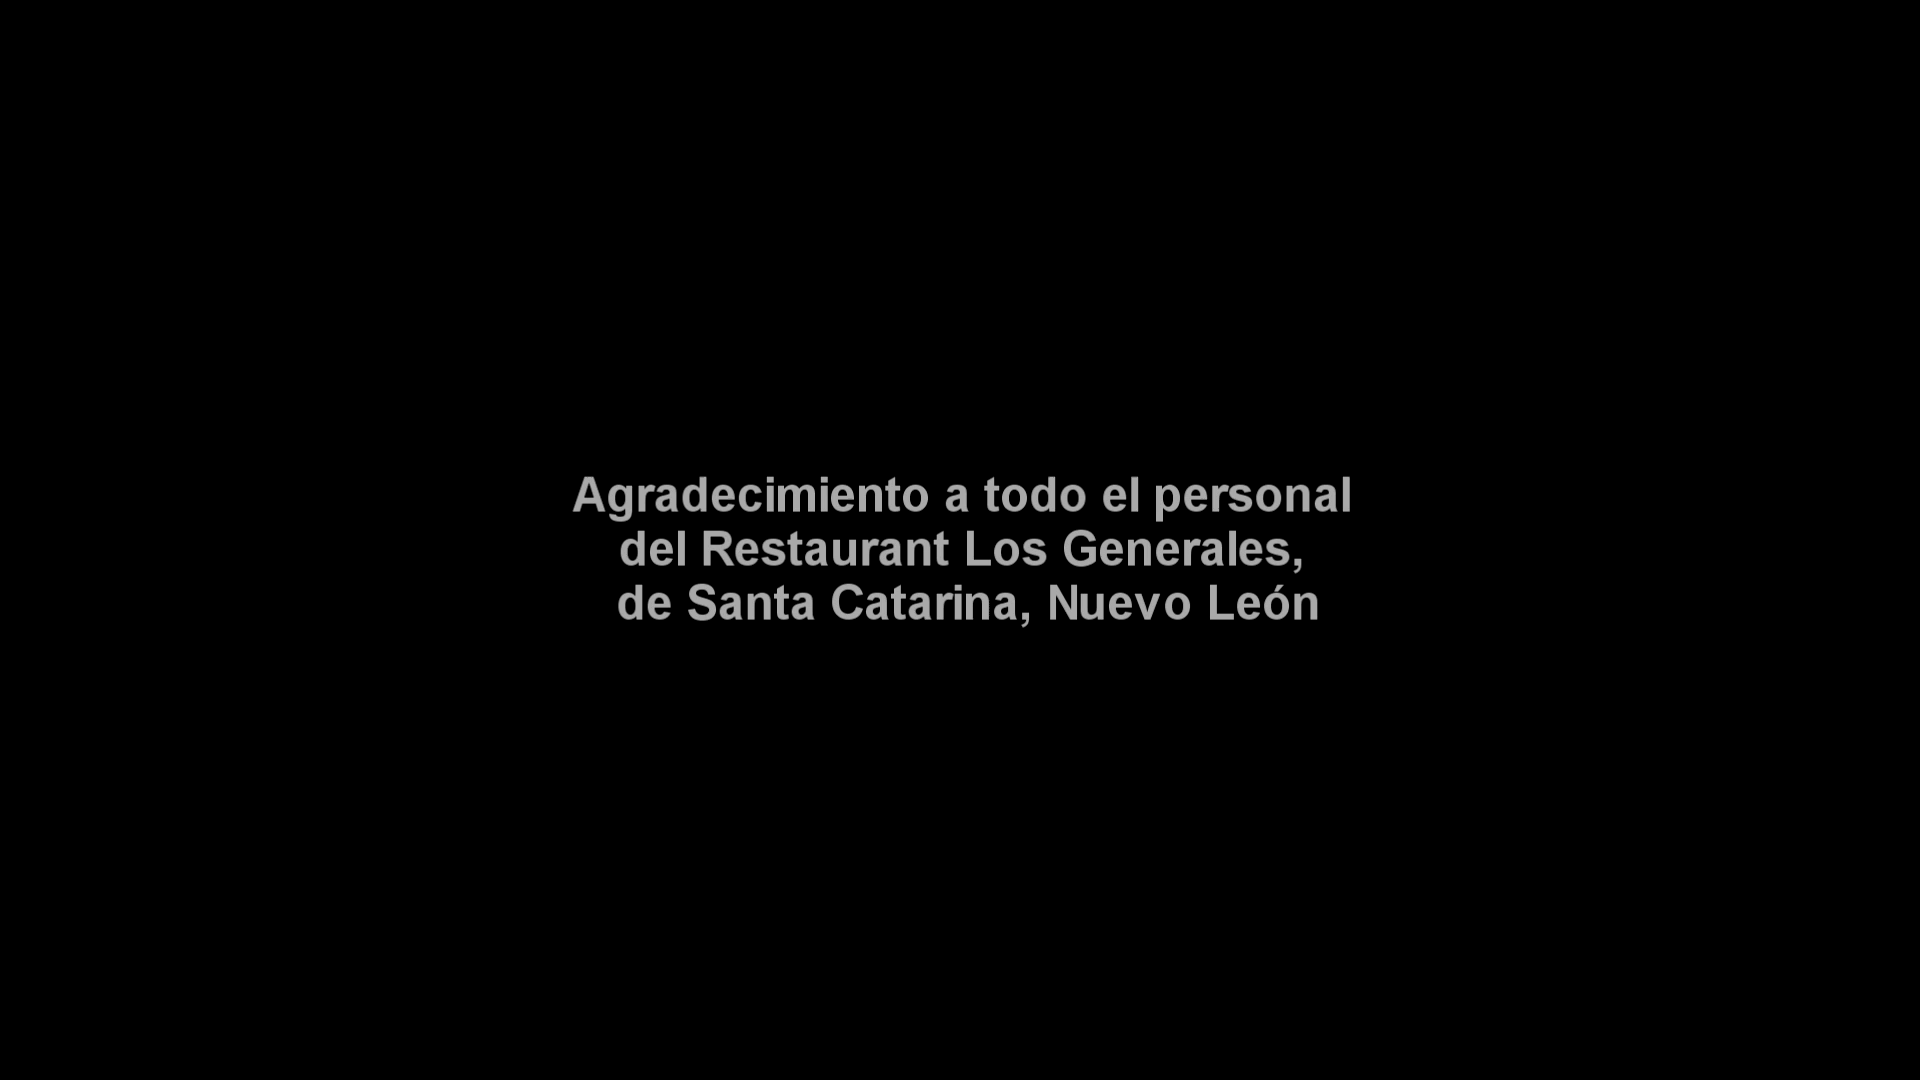 Agradecimiento a todo el personal
del Restaurant Los Generales,
de Santa Catarina, Nuevo León